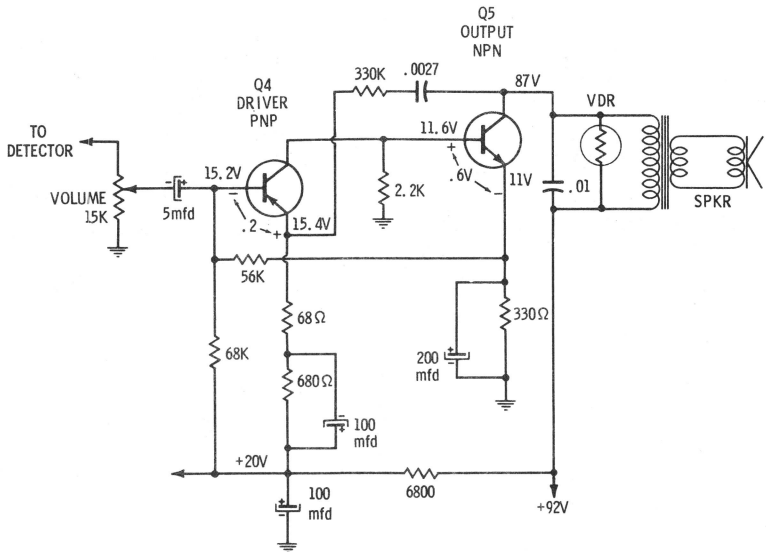 Q5
OUTPUT
NPN
330K
.0027
87V
Q4
DRIVER
PNP
VDR
TO
DETECTOR
11.6V
+
.6V
-
11V
15.2V
-
.2
+
15.4V
VOLUME
15K
- +
5mfd
2.2K
.01
SPKR
56K
68Ω
330Ω
68K
+
200
mfd
-
680Ω
-
+
100
mfd
+20V
6800
+
-
100
mfd
+92V